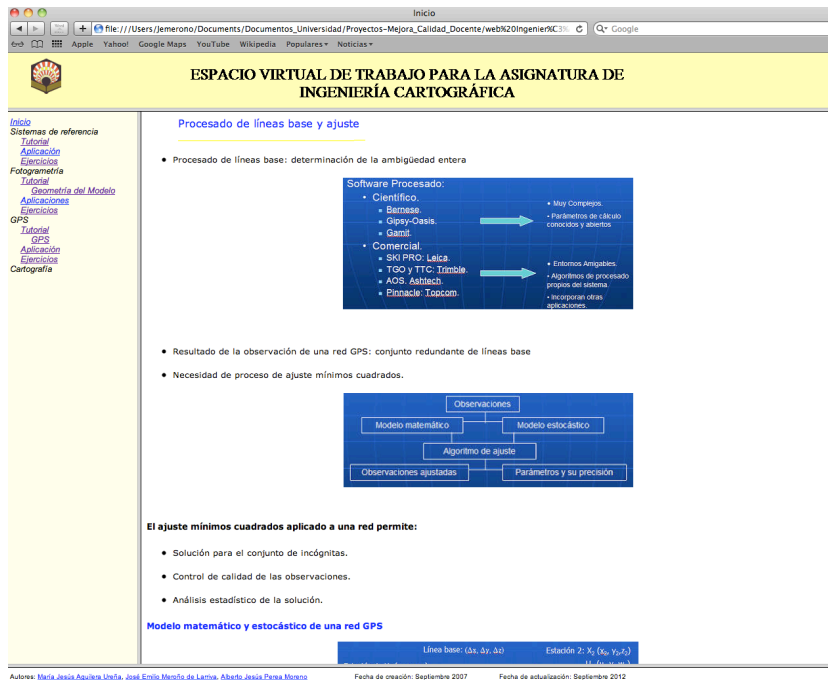 Inicio
file:///Users/Jemerono/Documents/Documentos_Universidad/Proyectos-Mejora_Calidad_Docente/web%20Ingenier%C3%
Google
Apple Yahoo! Google Maps YouTube Wikipedia Populares Noticias
ESPACIO VIRTUAL DE TRABAJO PARA LA ASIGNATURA DE
INGENIERÍA CARTOGRÁFICA
Inicio
Sistemas de referencia
Tutorial
Aplicación
Ejercicios
Fotogrametría
Tutorial
Geometría del Modelo
Aplicaciones
Ejercicios
GPS
Tutorial
GPS
Aplicación
Ejercicios
Cartografía
Procesado de líneas base y ajuste
• Procesado de líneas base: determinación de la ambigüedad entera
Software Procesado:
• Científico.
Bernese.
Gipsy-Oasis.
Gamit.
• Muy Complejos.
• Parámetros de cálculo
conocidos y abiertos
• Comercial.
SKI PRO: Leica.
TGO y TTC: Trimble.
AOS. Ashtech.
Pinnacle: Topcom.
• Entornos Amigables.
• Algoritmos de procesado
propios del sistema.
• Incorporan otras
aplicaciones.
• Resultado de la observación de una red GPS: conjunto redundante de líneas base
• Necesidad de proceso de ajuste mínimos cuadrados.
Observaciones
Modelo matemático Modelo estocástico
Algoritmo de ajuste
Observaciones ajustadas Parámetros y su precisión
El ajuste mínimos cuadrados aplicado a una red permite:
• Solución para el conjunto de incógnitas.
• Control de calidad de las observaciones.
• Análisis estadístico de la solución.
Modelo matemático y estocástico de una red GPS
Línea base: (Δx, Δy, Δz) Estación 2: X₂ (x₂, y₂, z₂)
Autores: María Jesús Aguilera Ureña, José Emilio Meroño de Larriva, Alberto Jesús Perea Moreno Fecha de creación: Septiembre 2007 Fecha de actualización: Septiembre 2012